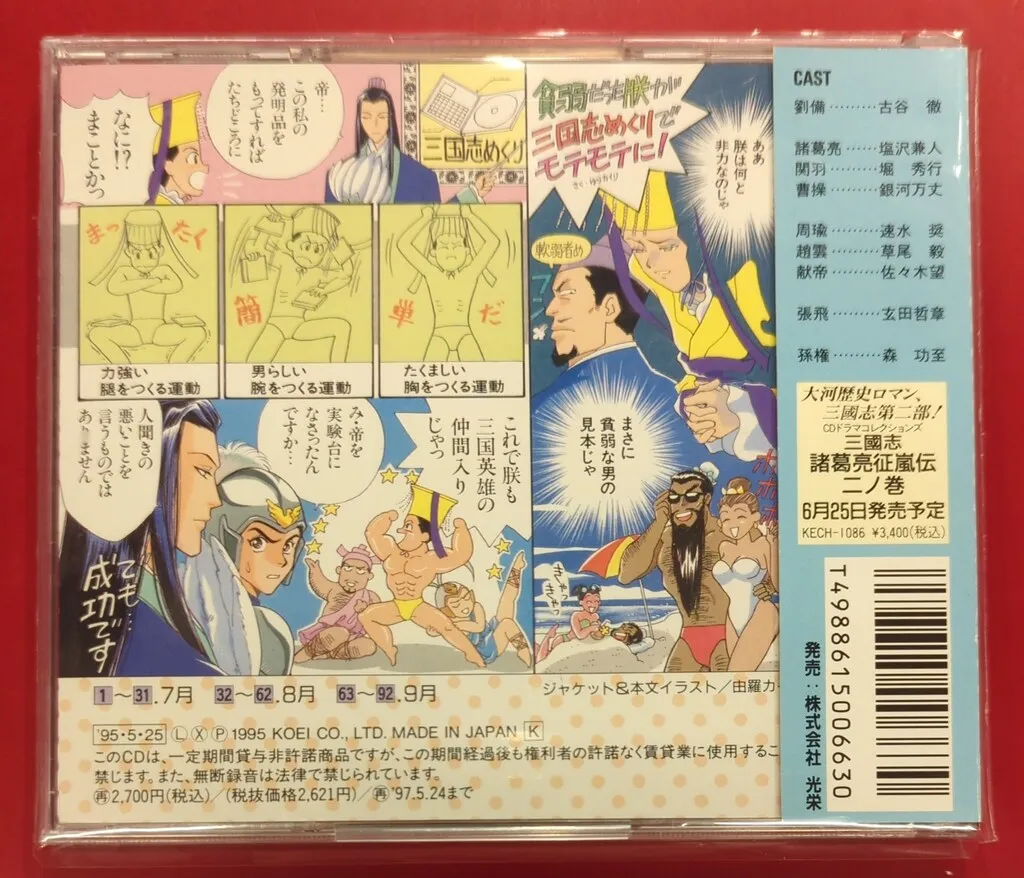 貧弱だった朕が
三国志めくりで
モテモテに!
さく・ゆらカイリ
ああ
朕は何と
非力なのじゃ
軟弱者め
フン
まさに
貧弱な男の
見本じゃ
ホホホホ
きゃっ
きゃっ
帝…
この私の
発明品を
もってすれば
たちどころに
三国志めくり
なに!?
まことかっ
まったく
簡
単
だ
力強い
腿をつくる運動
男らしい
腕をつくる運動
たくましい
胸をつくる運動
これで朕も
三国英雄の
仲間入り
じゃっ
み・帝を
実験台に
なさったん
ですか…
人聞きの
悪いことを
言うものでは
ありません
でも…
成功です
1～31.7月 32～62.8月 63～92.9月
ジャケット&本文イラスト/由羅カ
'95・5・25 Ⓛ Ⓧ Ⓟ 1995 KOEI CO., LTD. MADE IN JAPAN K
このCDは、一定期間貸与非許諾商品ですが、この期間経過後も権利者の許諾なく賃貸業に使用するこ
禁じます。また、無断録音は法律で禁じられています。
再2,700円(税込)/(税抜価格2,621円)/再'97.5.24まで
CAST
劉備………古谷 徹
諸葛亮……塩沢兼人
関羽………堀 秀行
曹操………銀河万丈
周瑜………速水 奨
趙雲………草尾 毅
献帝………佐々木望
張飛………玄田哲章
孫権………森 功至
大河歴史ロマン、
三國志第二部!
CDドラマコレクションズ
三國志
諸葛亮征嵐伝
二ノ巻
6月25日発売予定
KECH-1086 ¥3,400(税込)
T4988615006630
発売:株式会社 光栄